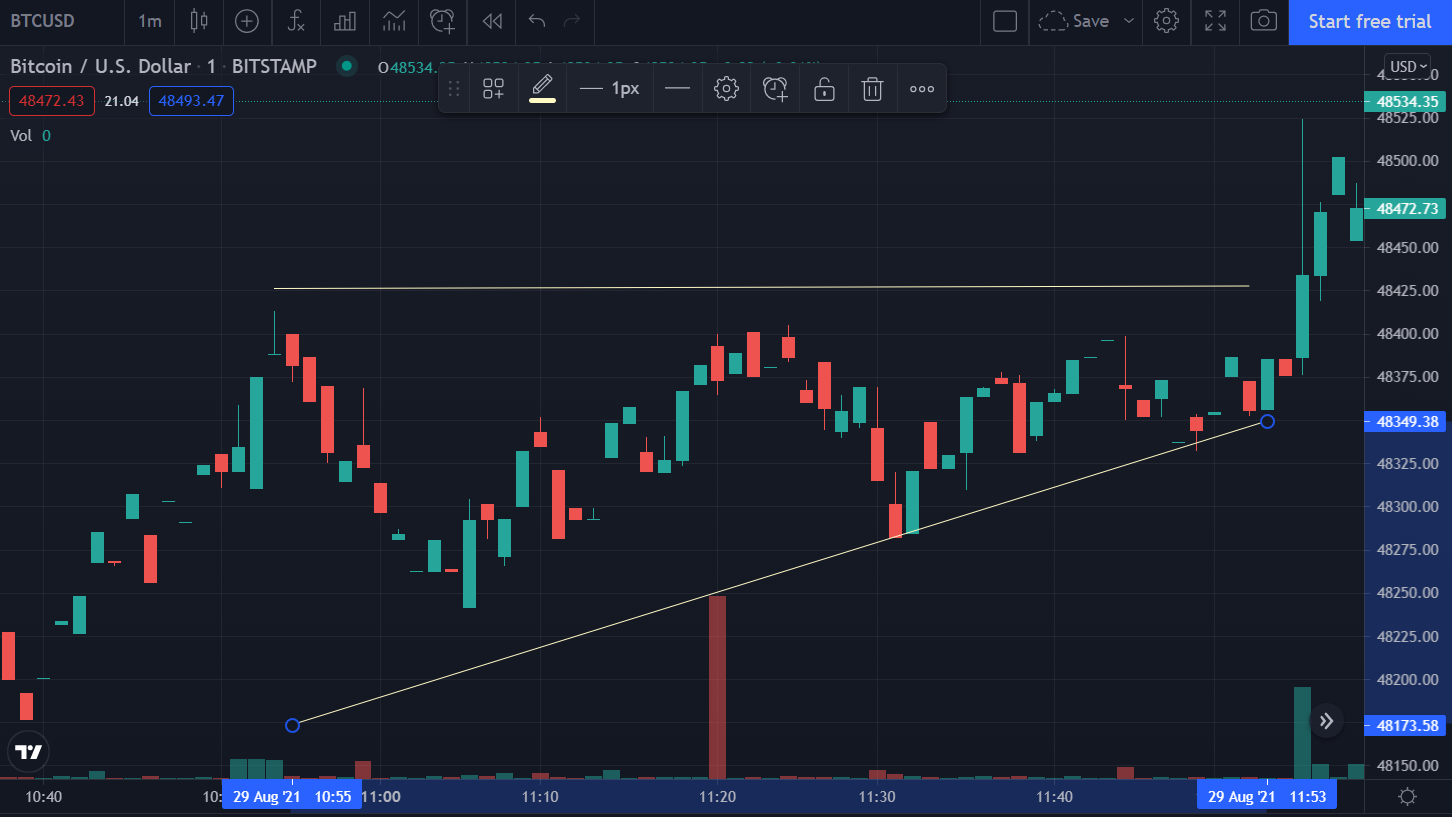 BTCUSD 1m Save Start free trial
Bitcoin / U.S. Dollar · 1 · BITSTAMP
1px
USD
48472.43 21.04 48493.47
48534.35
48525.00
Vol 0
48500.00
48472.73
48450.00
48425.00
48400.00
48375.00
48349.38
48325.00
48300.00
48275.00
48250.00
48225.00
48200.00
48173.58
48150.00
10:40 29 Aug '21 10:55 11:00 11:10 11:20 11:30 11:40 29 Aug '21 11:53